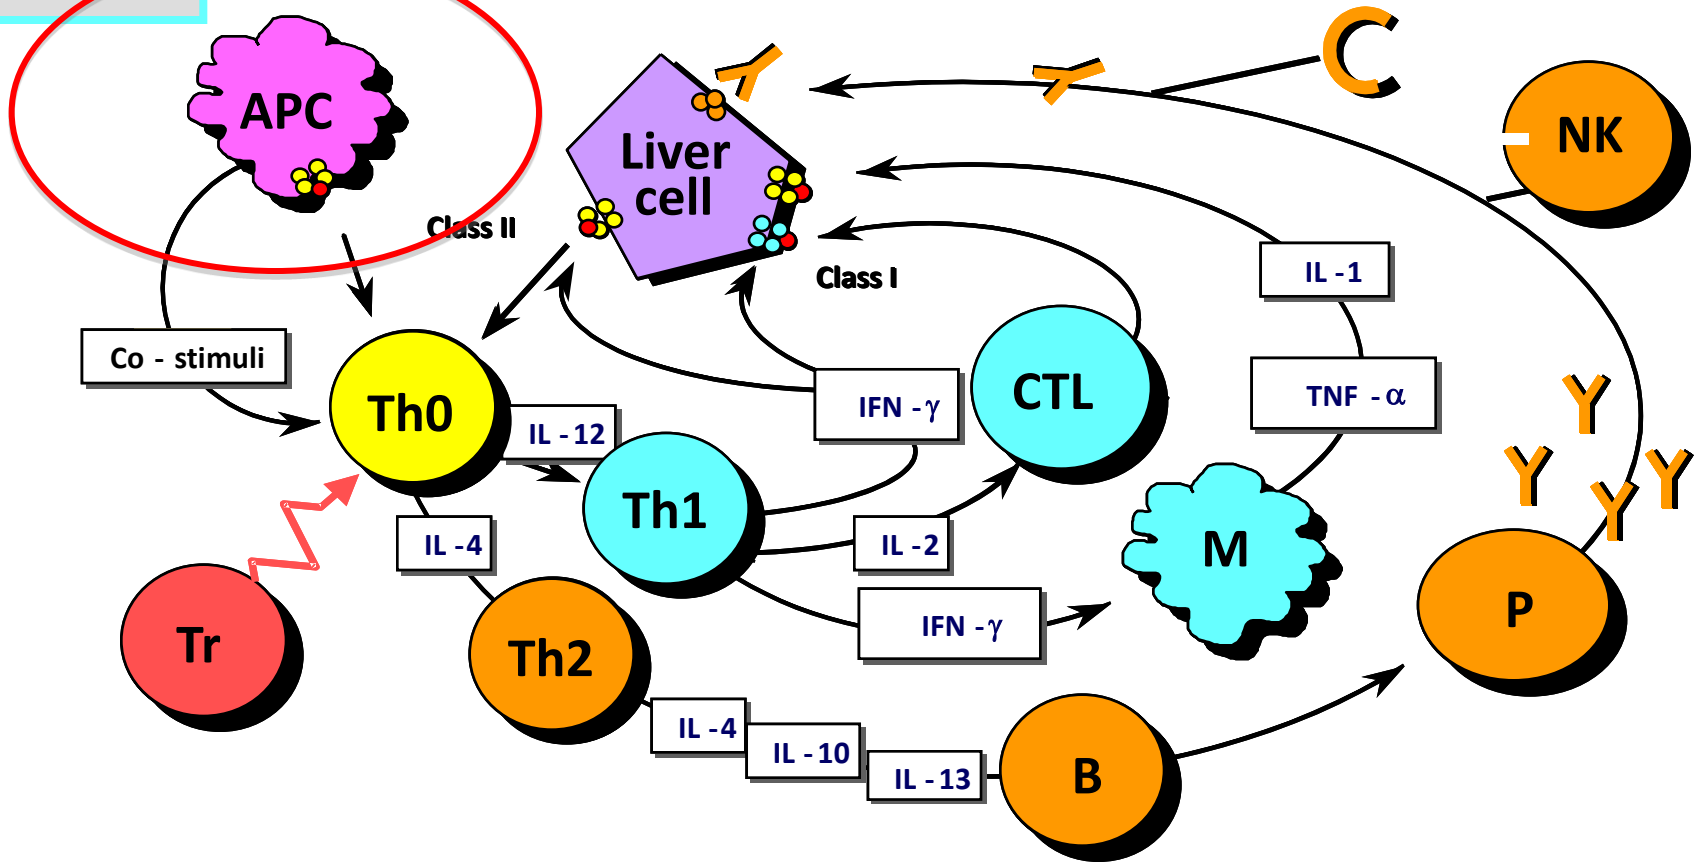 APC
Liver
cell
NK
Class II
Class I
IL - 1
Co - stimuli
TNF - α
CTL
IFN - γ
Th0
IL - 12
Th1
IL - 4
IL - 2
M
P
IFN - γ
Tr
Th2
IL - 4
IL - 10
IL - 13
B